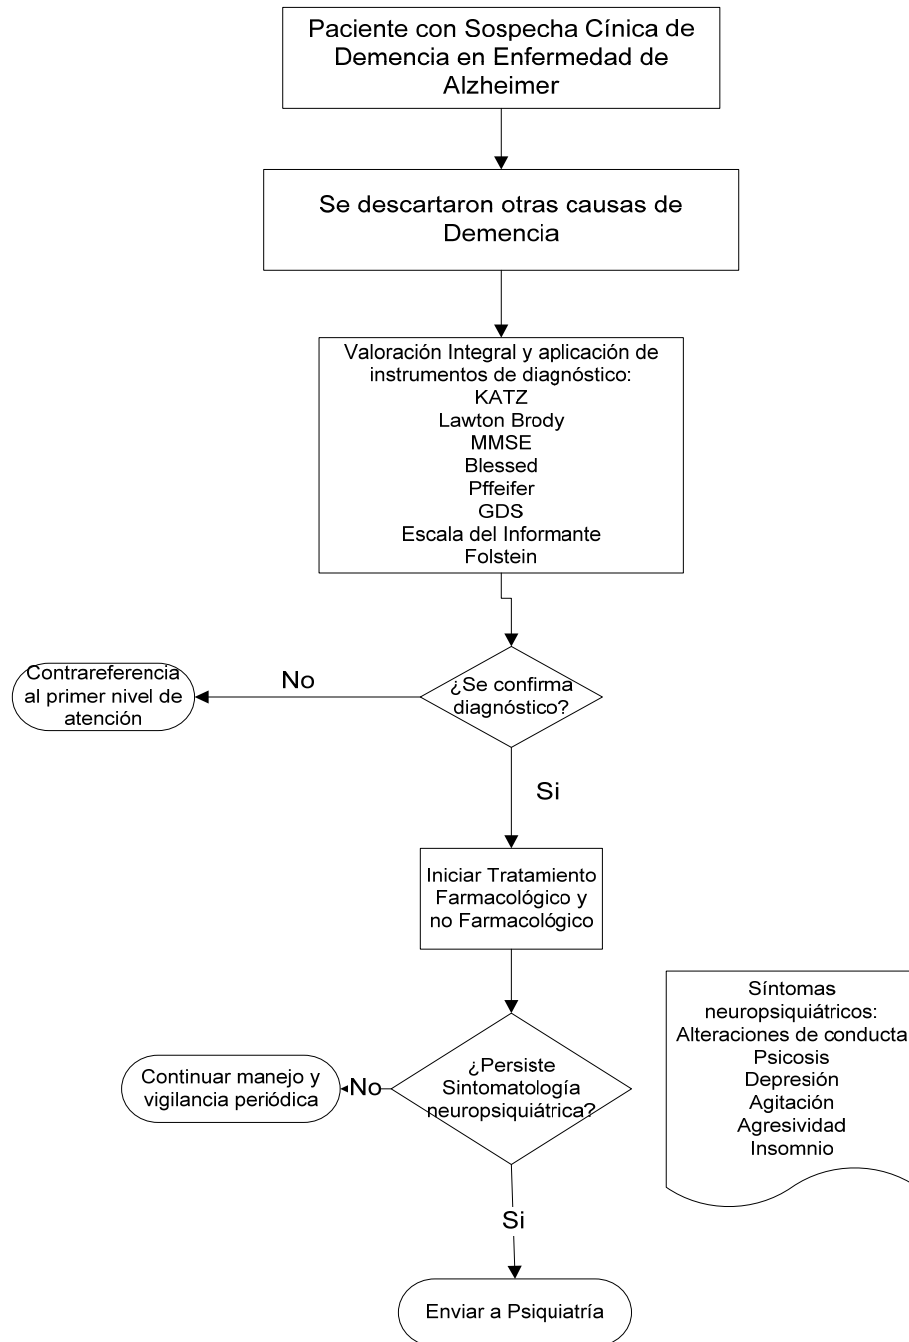 Paciente con Sospecha Cínica de
Demencia en Enfermedad de
Alzheimer
Se descartaron otras causas de
Demencia
Valoración Integral y aplicación de
instrumentos de diagnóstico:
KATZ
Lawton Brody
MMSE
Blessed
Pffeifer
GDS
Escala del Informante
Folstein
¿Se confirma
diagnóstico?
No
Contrareferencia
al primer nivel de
atención
Si
Iniciar Tratamiento
Farmacológico y
no Farmacológico
¿Persiste
Sintomatología
neuropsiquiátrica?
No
Continuar manejo y
vigilancia periódica
Síntomas
neuropsiquiátricos:
Alteraciones de conducta
Psicosis
Depresión
Agitación
Agresividad
Insomnio
Si
Enviar a Psiquiatría